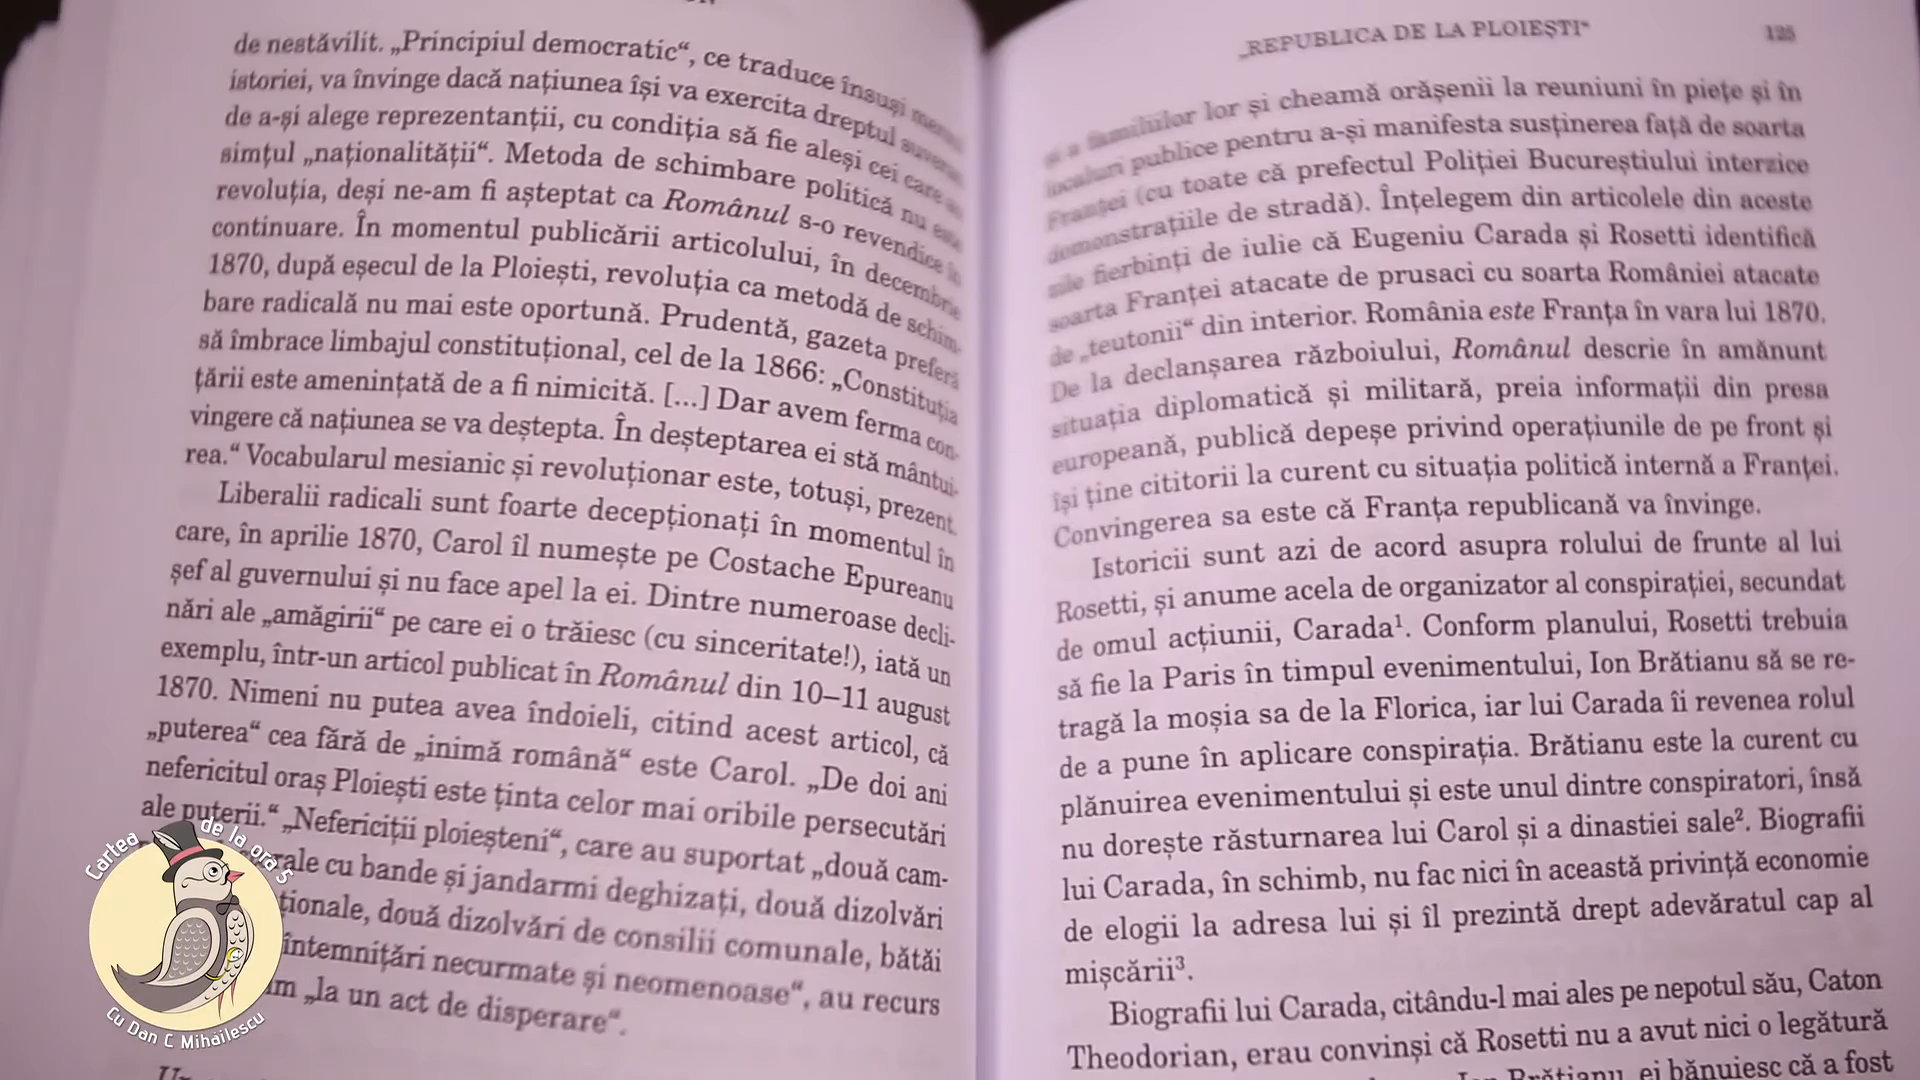 de nestăvilit. „Principiul democratic“, ce traduce însuși mersul
istoriei, va învinge dacă națiunea își va exercita dreptul suveran
de a-și alege reprezentanții, cu condiția să fie aleși cei care au
simțul „naționalității“. Metoda de schimbare politică nu este
revoluția, deși ne-am fi așteptat ca Românul s-o revendice în
continuare. În momentul publicării articolului, în decembrie
1870, după eșecul de la Ploiești, revoluția ca metodă de schim-
bare radicală nu mai este oportună. Prudentă, gazeta preferă
să îmbrace limbajul constituțional, cel de la 1866: „Constituția
țării este amenințată de a fi nimicită. [...] Dar avem ferma con-
vingere că națiunea se va deștepta. În deșteptarea ei stă mântui-
rea.“ Vocabularul mesianic și revoluționar este, totuși, prezent.
Liberalii radicali sunt foarte decepționați în momentul în
care, în aprilie 1870, Carol îl numește pe Costache Epureanu
șef al guvernului și nu face apel la ei. Dintre numeroase decli-
nări ale „amăgirii“ pe care ei o trăiesc (cu sinceritate!), iată un
exemplu, într-un articol publicat în Românul din 10–11 august
1870. Nimeni nu putea avea îndoieli, citind acest articol, că
„puterea“ cea fără de „inimă română“ este Carol. „De doi ani
nefericitul oraș Ploiești este ținta celor mai oribile persecutări
ale puterii.“ „Nefericiții ploieșteni“, care au suportat „două cam-
rale cu bande și jandarmi deghizați, două dizolvări
ționale, două dizolvări de consilii comunale, bătăi
întemnițări necurmate și neomenoase“, au recurs
„la un act de disperare“.
„REPUBLICA DE LA PLOIEȘTI“ 125
și a familiilor lor și cheamă orășenii la reuniuni în piețe și în
localuri publice pentru a-și manifesta susținerea față de soarta
Franței (cu toate că prefectul Poliției Bucureștiului interzice
demonstrațiile de stradă). Înțelegem din articolele din aceste
zile fierbinți de iulie că Eugeniu Carada și Rosetti identifică
soarta Franței atacate de prusaci cu soarta României atacate
de „teutonii“ din interior. România este Franța în vara lui 1870.
De la declanșarea războiului, Românul descrie în amănunt
situația diplomatică și militară, preia informații din presa
europeană, publică depeșe privind operațiunile de pe front și
își ține cititorii la curent cu situația politică internă a Franței.
Convingerea sa este că Franța republicană va învinge.
Istoricii sunt azi de acord asupra rolului de frunte al lui
Rosetti, și anume acela de organizator al conspirației, secundat
de omul acțiunii, Carada¹. Conform planului, Rosetti trebuia
să fie la Paris în timpul evenimentului, Ion Brătianu să se re-
tragă la moșia sa de la Florica, iar lui Carada îi revenea rolul
de a pune în aplicare conspirația. Brătianu este la curent cu
plănuirea evenimentului și este unul dintre conspiratori, însă
nu dorește răsturnarea lui Carol și a dinastiei sale². Biografii
lui Carada, în schimb, nu fac nici în această privință economie
de elogii la adresa lui și îl prezintă drept adevăratul cap al
mișcării³.
Biografii lui Carada, citându-l mai ales pe nepotul său, Caton
Theodorian, erau convinși că Rosetti nu a avut nici o legătură
Ion Brătianu, ei bănuiesc că a fost
Cartea de la ora 5
Cu Dan C Mihăilescu